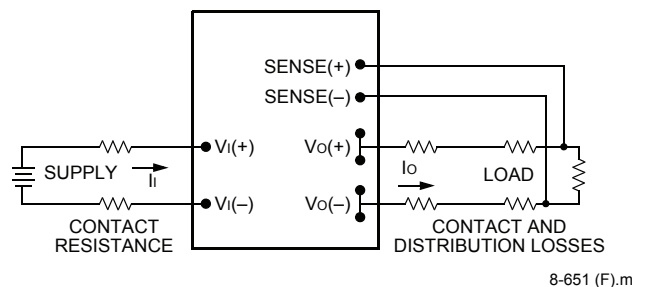 SENSE(+)
SENSE(–)
VI(+)
VO(+)
SUPPLY
II
IO
LOAD
VI(–)
VO(–)
CONTACT
RESISTANCE
CONTACT AND
DISTRIBUTION LOSSES
8-651 (F).m